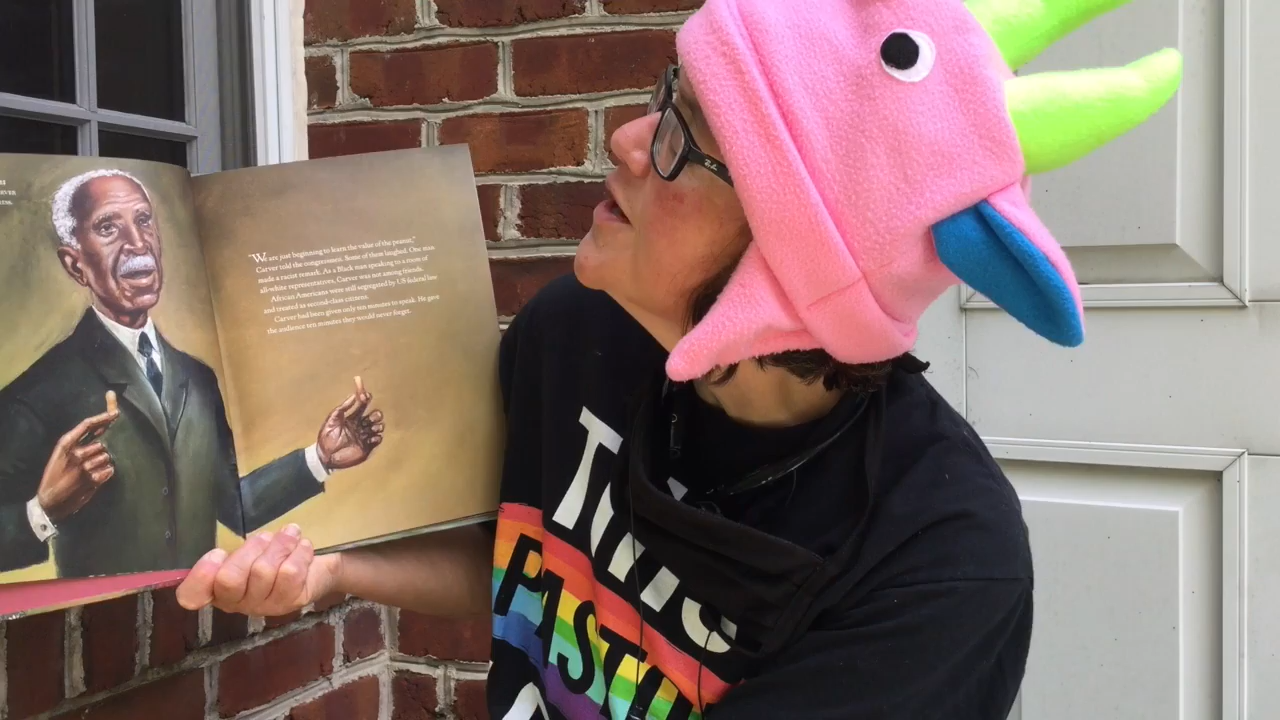 "We are just beginning to learn the value of the peanut,"
Carver told the congressmen. Some of them laughed. One man
made a racist remark. As a Black man speaking to a room of
all-white representatives, Carver was not among friends.
African Americans were still segregated by US federal law
and treated as second-class citizens.
Carver had been given only ten minutes to speak. He gave
the audience ten minutes they would never forget.
THIS
PASTOR